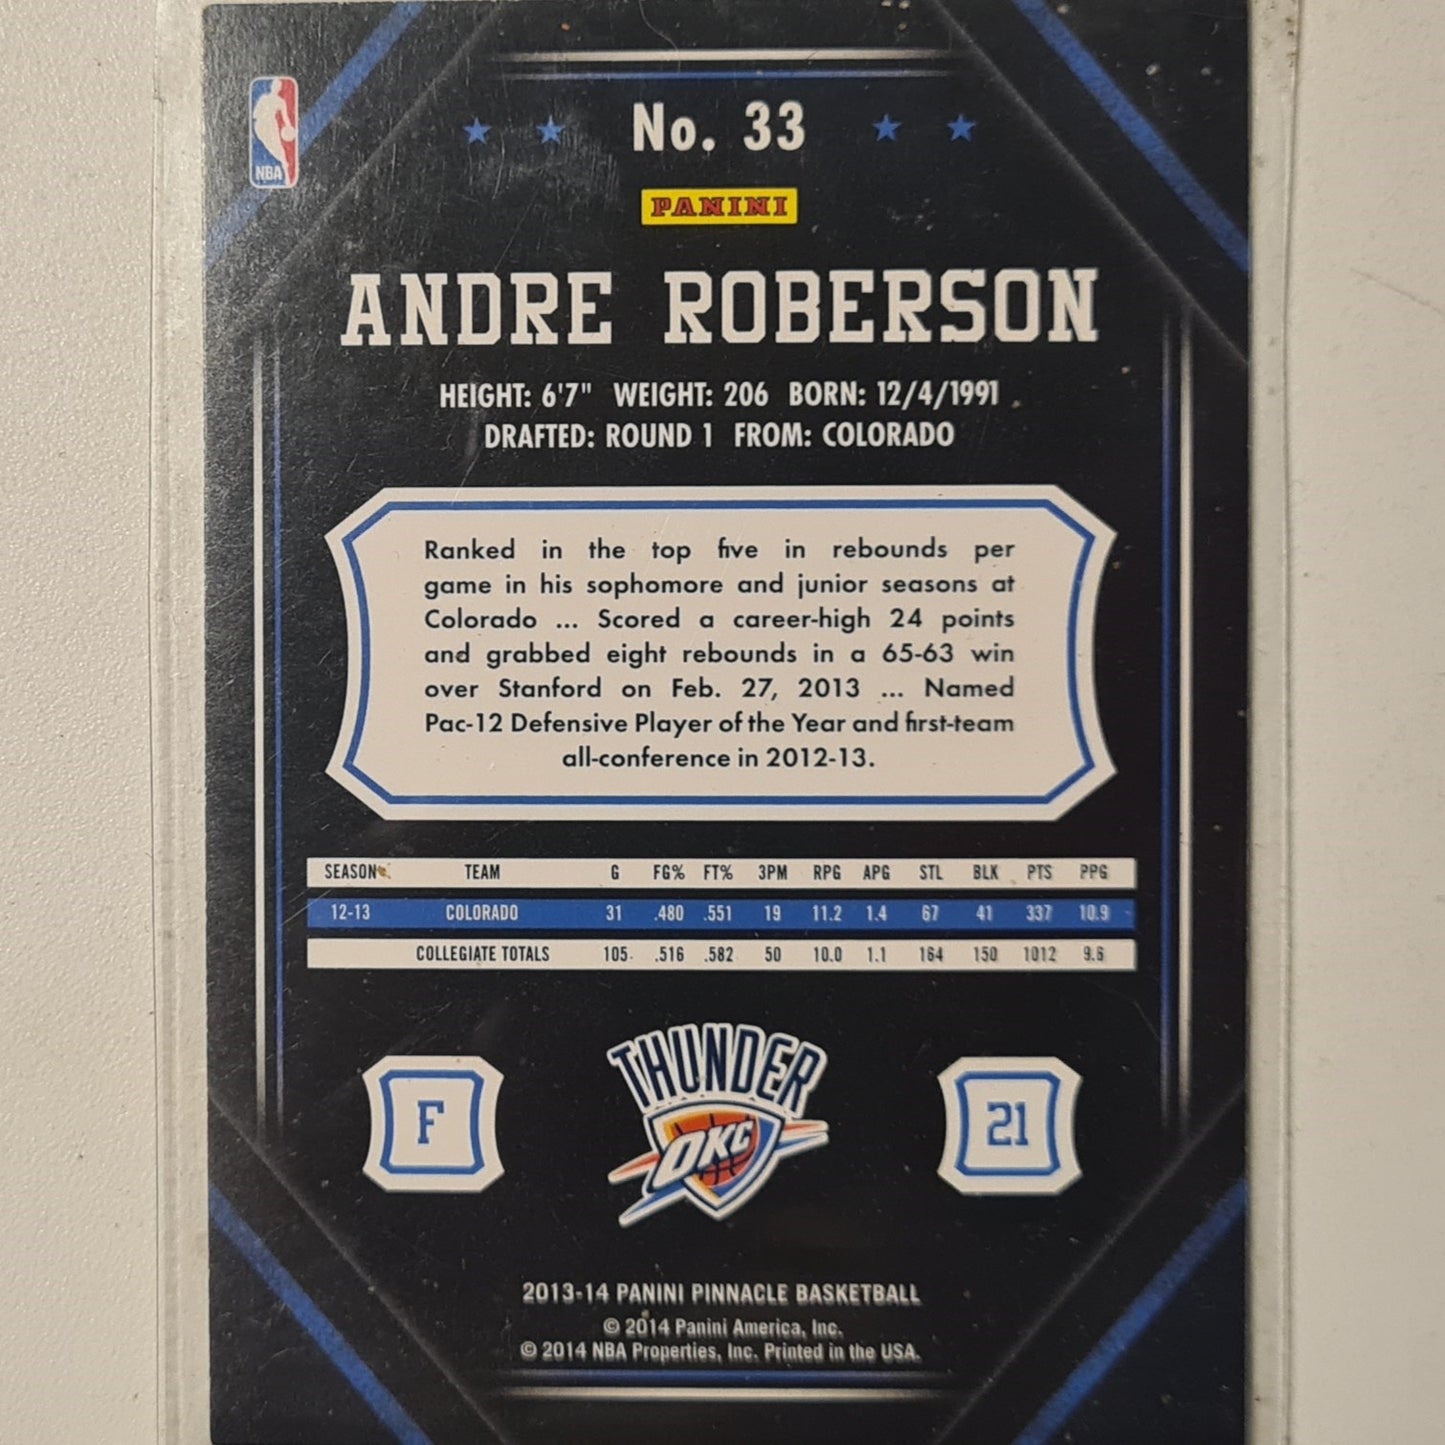 NBA
No. 33
PANINI
ANDRE ROBERSON
HEIGHT: 6'7" WEIGHT: 206 BORN: 12/4/1991
DRAFTED: ROUND 1 FROM: COLORADO
Ranked in the top five in rebounds per
game in his sophomore and junior seasons at
Colorado ... Scored a career-high 24 points
and grabbed eight rebounds in a 65-63 win
over Stanford on Feb. 27, 2013 ... Named
Pac-12 Defensive Player of the Year and first-team
all-conference in 2012-13.
SEASON TEAM G FG% FT% 3PM RPG APG STL BLK PTS PPG
12-13 COLORADO 31 .480 .551 19 11.2 1.4 67 41 337 10.9
COLLEGIATE TOTALS 105 .516 .582 50 10.0 1.1 164 150 1012 9.6
THUNDER
OKC
F
21
2013-14 PANINI PINNACLE BASKETBALL
© 2014 Panini America, Inc.
© 2014 NBA Properties, Inc. Printed in the USA.